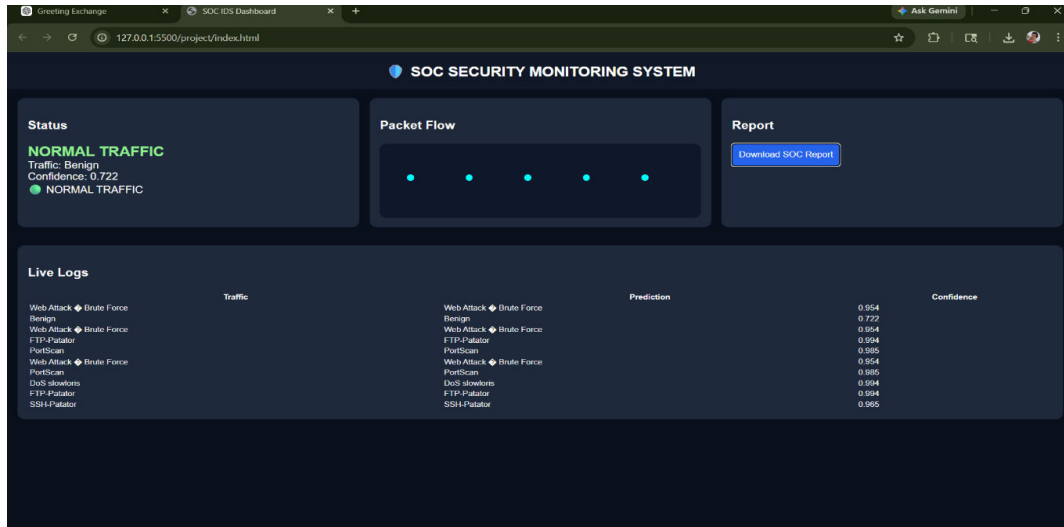 Greeting Exchange
SOC IDS Dashboard
Ask Gemini
127.0.0.1:5500/project/index.html
SOC SECURITY MONITORING SYSTEM
Status
NORMAL TRAFFIC
Traffic: Benign
Confidence: 0.722
NORMAL TRAFFIC
Packet Flow
Report
Download SOC Report
Live Logs
Traffic Prediction Confidence
Web Attack � Brute Force Web Attack � Brute Force 0.954
Benign Benign 0.722
Web Attack � Brute Force Web Attack � Brute Force 0.954
FTP-Patator FTP-Patator 0.994
PortScan PortScan 0.985
Web Attack � Brute Force Web Attack � Brute Force 0.954
PortScan PortScan 0.985
DoS slowloris DoS slowloris 0.994
FTP-Patator FTP-Patator 0.994
SSH-Patator SSH-Patator 0.965